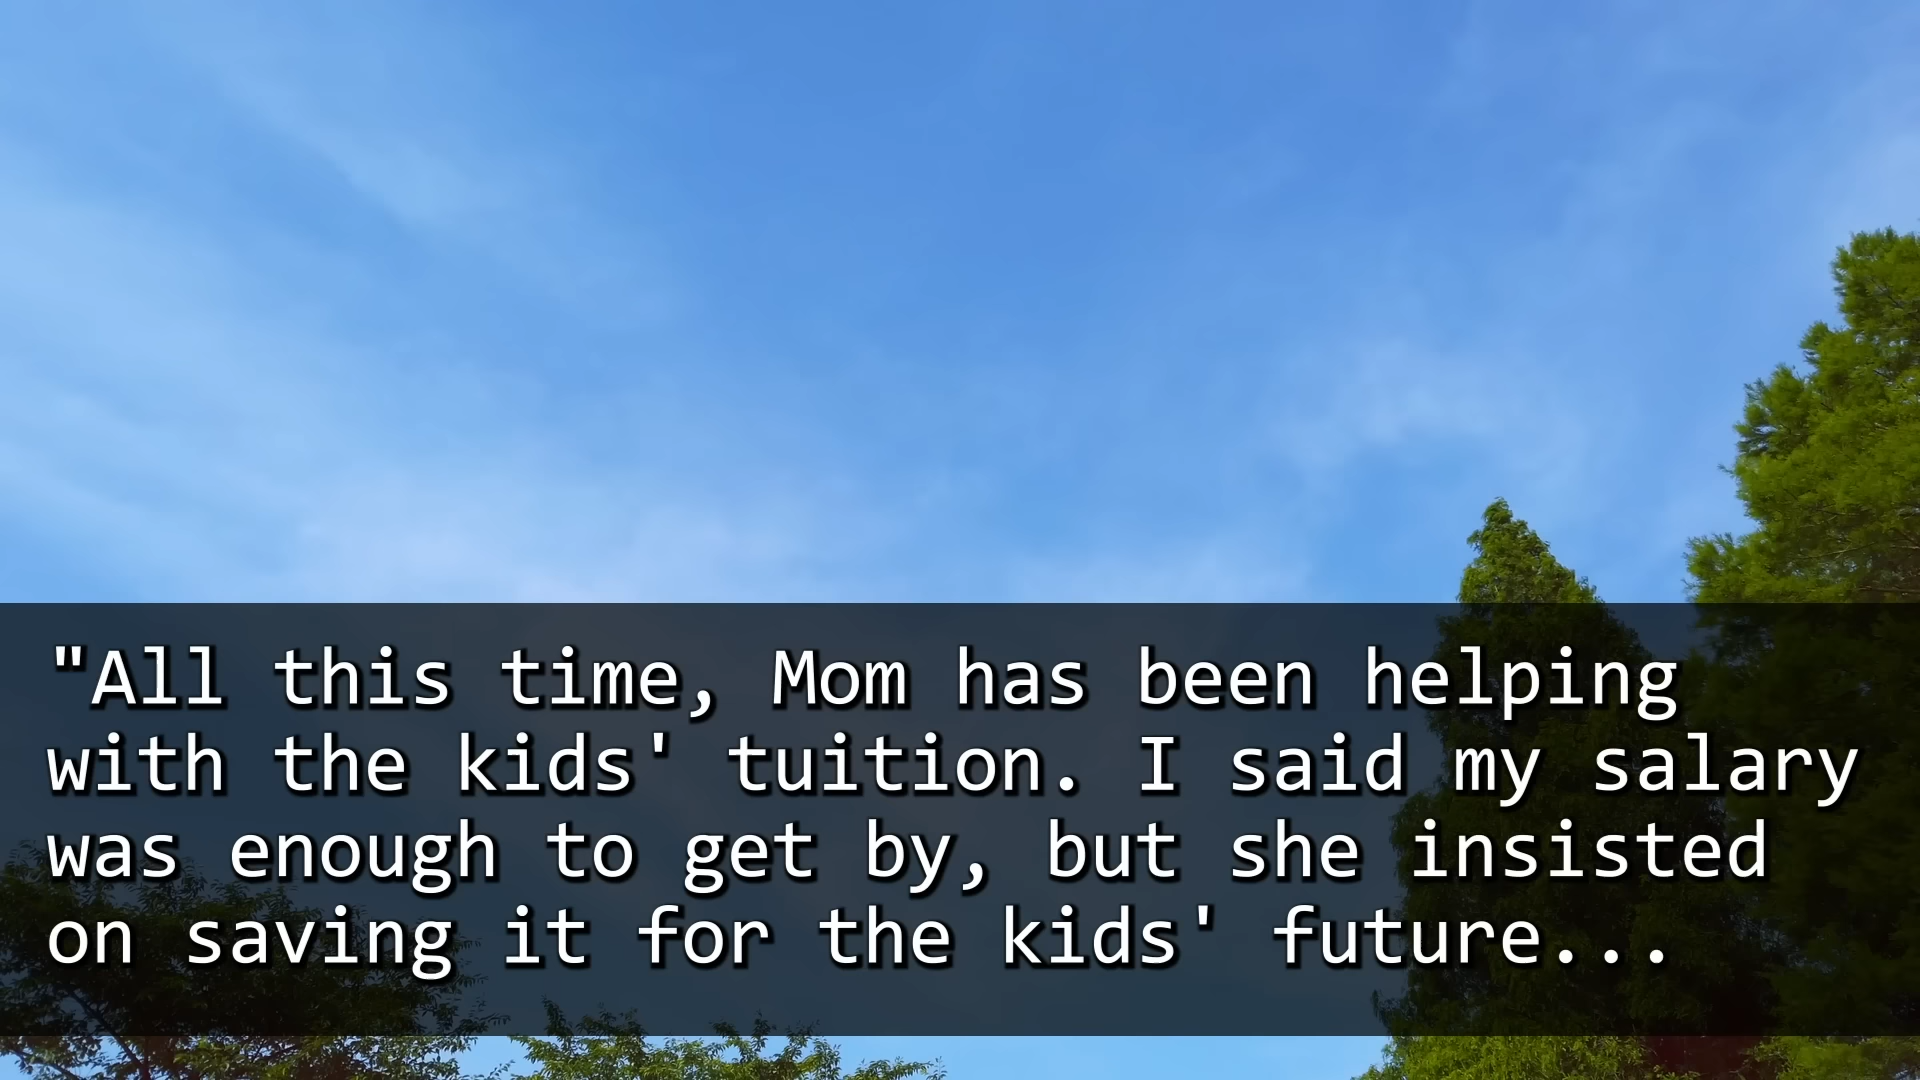 "All this time, Mom has been helping
with the kids' tuition. I said my salary
was enough to get by, but she insisted
on saving it for the kids' future...